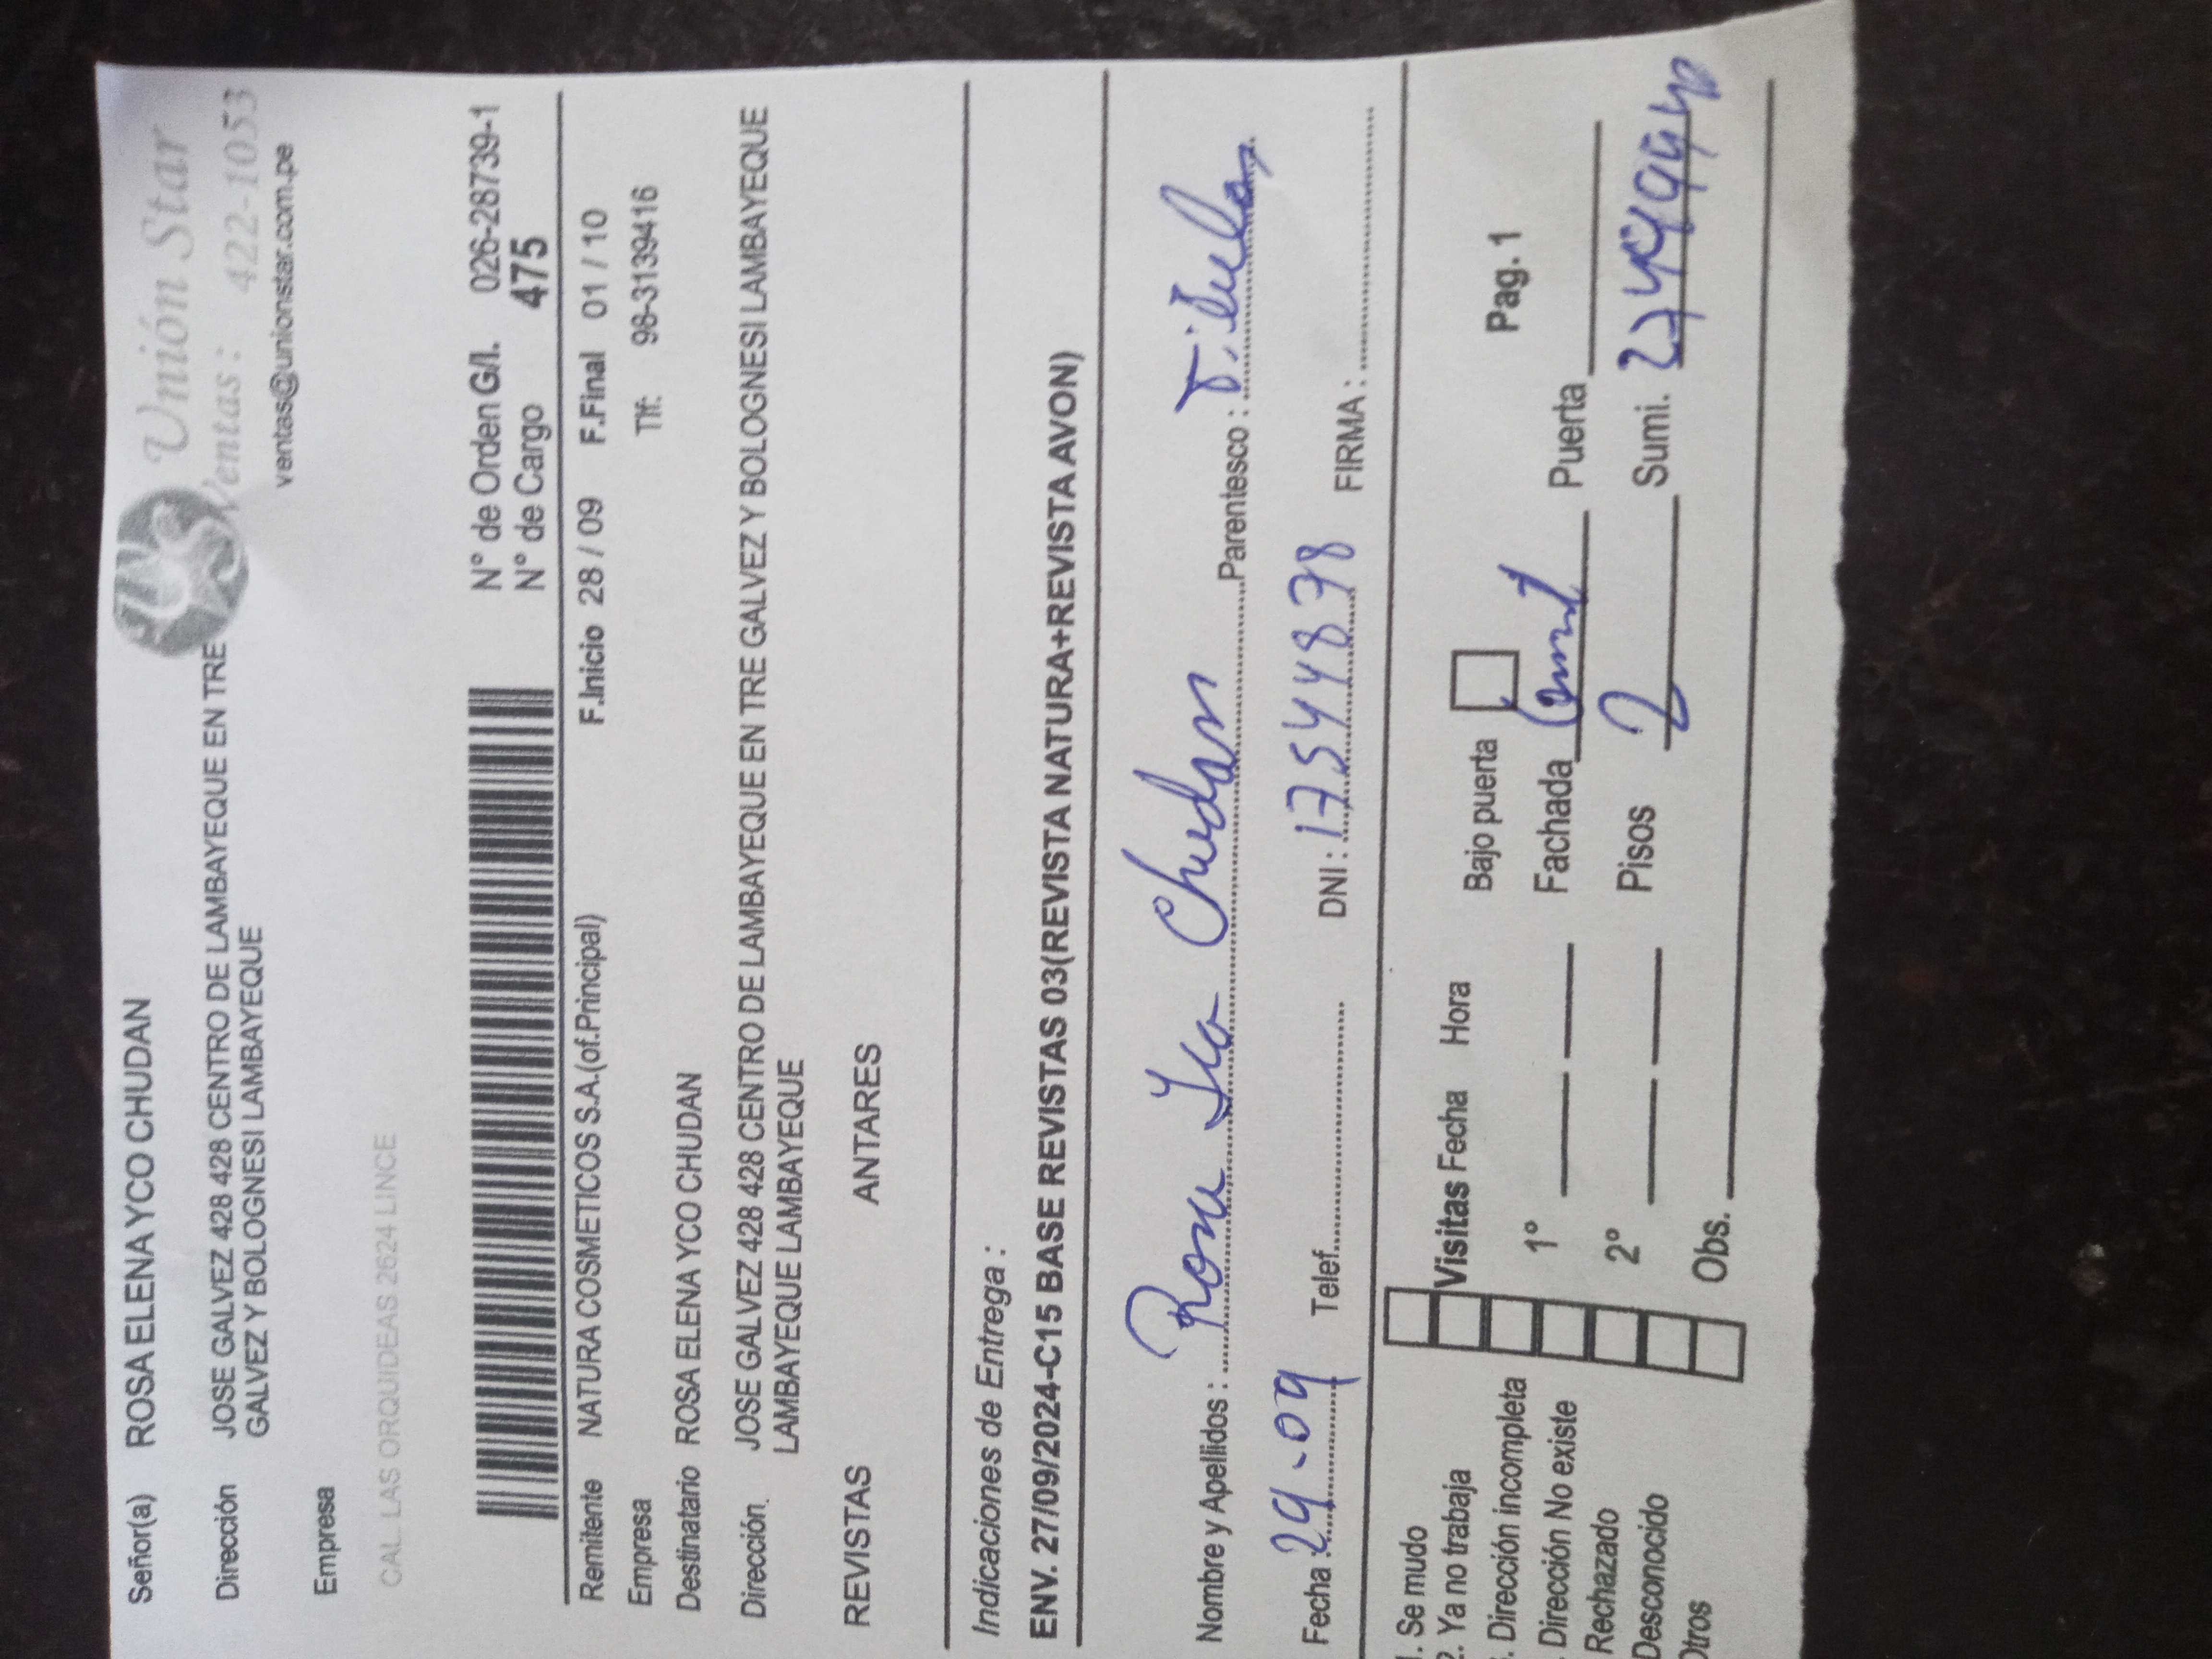 Unión Star
Ventas: 422-1053
ventas@unionstar.com.pe
Señor(a) ROSA ELENA YCO CHUDAN
Dirección JOSE GALVEZ 428 428 CENTRO DE LAMBAYEQUE EN TRE
GALVEZ Y BOLOGNESI LAMBAYEQUE
Empresa
CAL. LAS ORQUIDEAS 2624 LINCE
N° de Orden G/I. 026-28739-1
N° de Cargo 475
Remitente NATURA COSMETICOS S.A.(of.Principal) F.Inicio 28 / 09 F.Final 01 / 10
Empresa Tlf: 98-3139416
Destinatario ROSA ELENA YCO CHUDAN
Dirección. JOSE GALVEZ 428 428 CENTRO DE LAMBAYEQUE EN TRE GALVEZ Y BOLOGNESI LAMBAYEQUE
LAMBAYEQUE LAMBAYEQUE
REVISTAS ANTARES
Indicaciones de Entrega :
ENV. 27/09/2024-C15 BASE REVISTAS 03(REVISTA NATURA+REVISTA AVON)
Nombre y Apellidos : Rosa Yco Chudan Parentesco : Titular
Fecha : 29-09 Telef. DNI : 17544878 FIRMA :
1. Se mudo
2. Ya no trabaja
. Dirección incompleta
. Dirección No existe
Rechazado
Desconocido
Otros
Visitas Fecha Hora Bajo puerta Pag. 1
1° Fachada Puerta
2° Pisos 2 Sumi.
Obs.